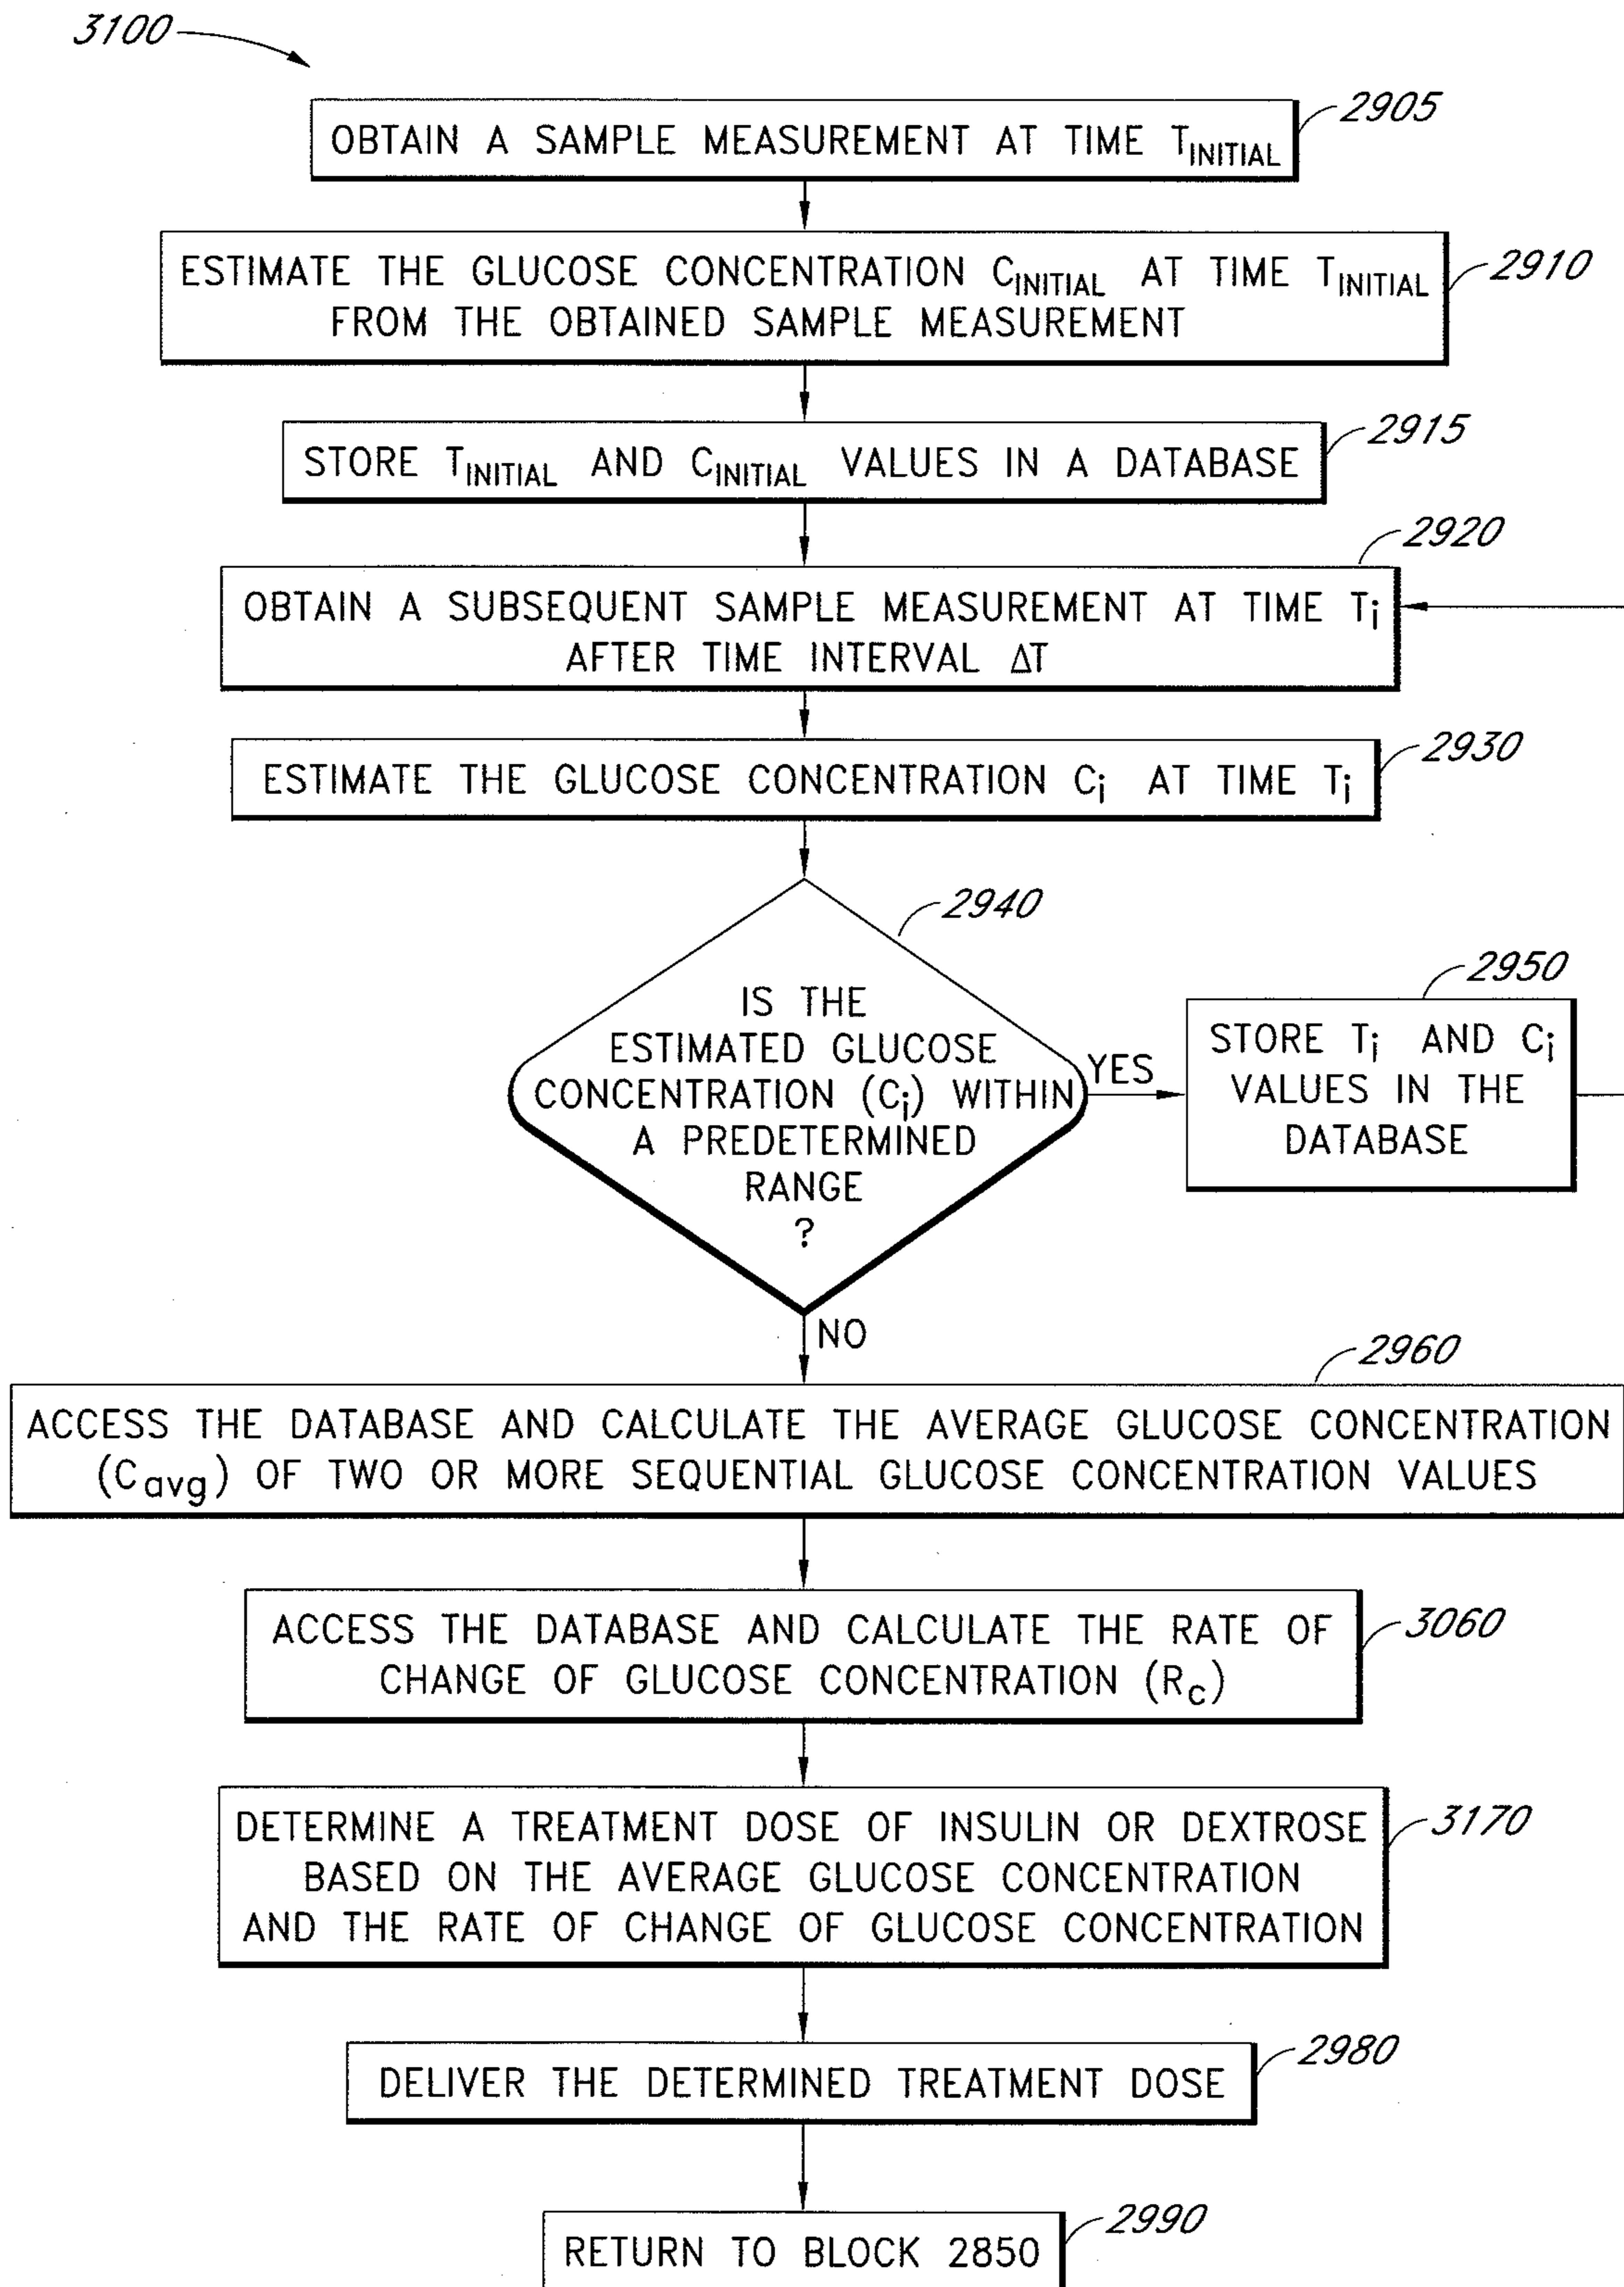 3100
2905
OBTAIN A SAMPLE MEASUREMENT AT TIME TINITIAL
2910
ESTIMATE THE GLUCOSE CONCENTRATION CINITIAL AT TIME TINITIAL
FROM THE OBTAINED SAMPLE MEASUREMENT
2915
STORE TINITIAL AND CINITIAL VALUES IN A DATABASE
2920
OBTAIN A SUBSEQUENT SAMPLE MEASUREMENT AT TIME Ti
AFTER TIME INTERVAL ΔT
2930
ESTIMATE THE GLUCOSE CONCENTRATION Ci AT TIME Ti
2940
IS THE
ESTIMATED GLUCOSE
CONCENTRATION (Ci) WITHIN
A PREDETERMINED
RANGE
?
YES
2950
STORE Ti AND Ci
VALUES IN THE
DATABASE
NO
2960
ACCESS THE DATABASE AND CALCULATE THE AVERAGE GLUCOSE CONCENTRATION
(Cavg) OF TWO OR MORE SEQUENTIAL GLUCOSE CONCENTRATION VALUES
3060
ACCESS THE DATABASE AND CALCULATE THE RATE OF
CHANGE OF GLUCOSE CONCENTRATION (Rc)
3170
DETERMINE A TREATMENT DOSE OF INSULIN OR DEXTROSE
BASED ON THE AVERAGE GLUCOSE CONCENTRATION
AND THE RATE OF CHANGE OF GLUCOSE CONCENTRATION
2980
DELIVER THE DETERMINED TREATMENT DOSE
2990
RETURN TO BLOCK 2850